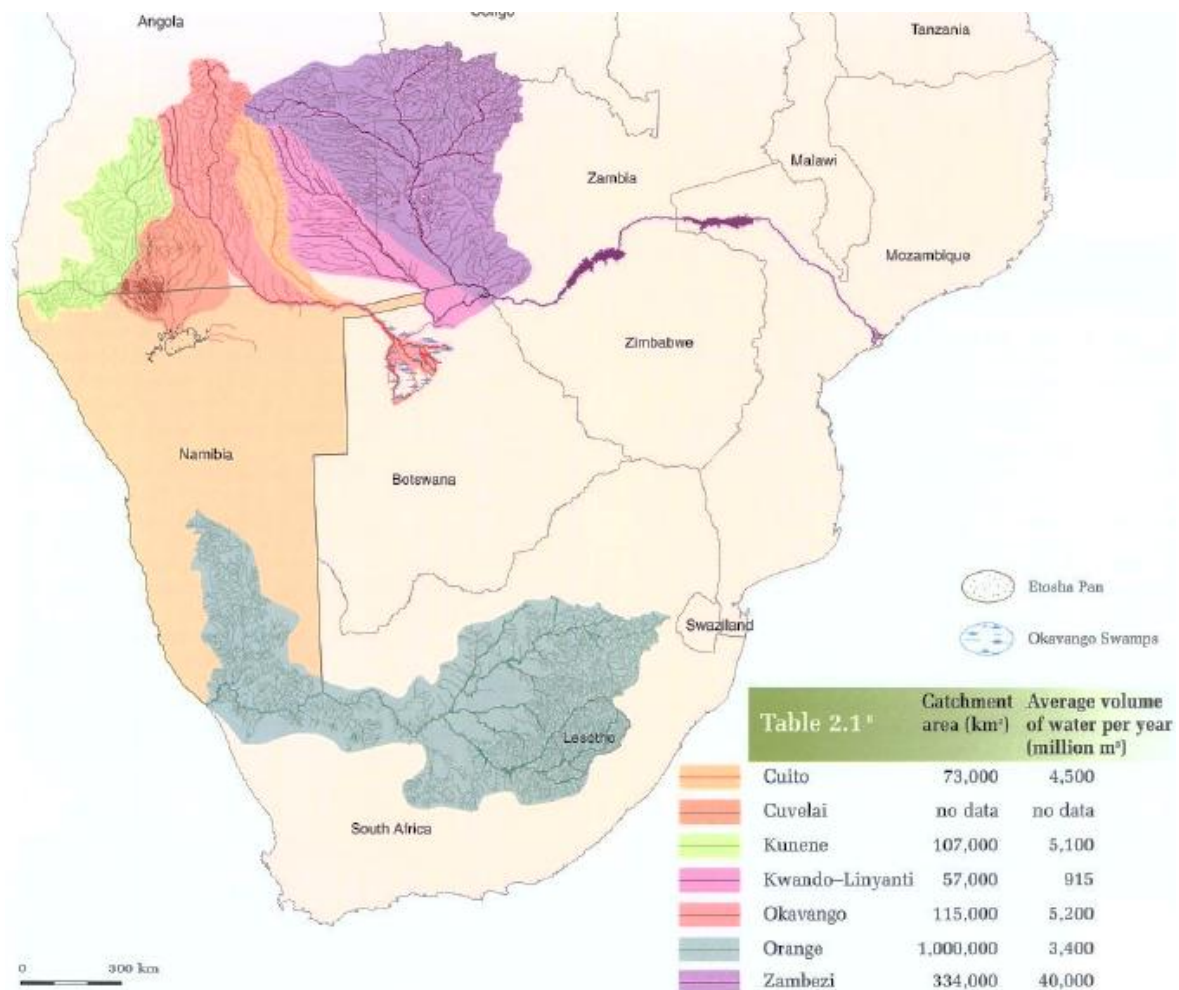 Congo
Angola
Tanzania
Malawi
Zambia
Mozambique
Zimbabwe
Namibia
Botswana
Etosha Pan
Swaziland
Okavango Swamps
Lesotho
South Africa
Table 2.1 Catchment area (km²) Average volume of water per year (million m³)
Cuito 73,000 4,500
Cuvelai no data no data
Kunene 107,000 5,100
Kwando–Linyanti 57,000 915
Okavango 115,000 5,200
Orange 1,000,000 3,400
Zambezi 334,000 40,000
0 300 km